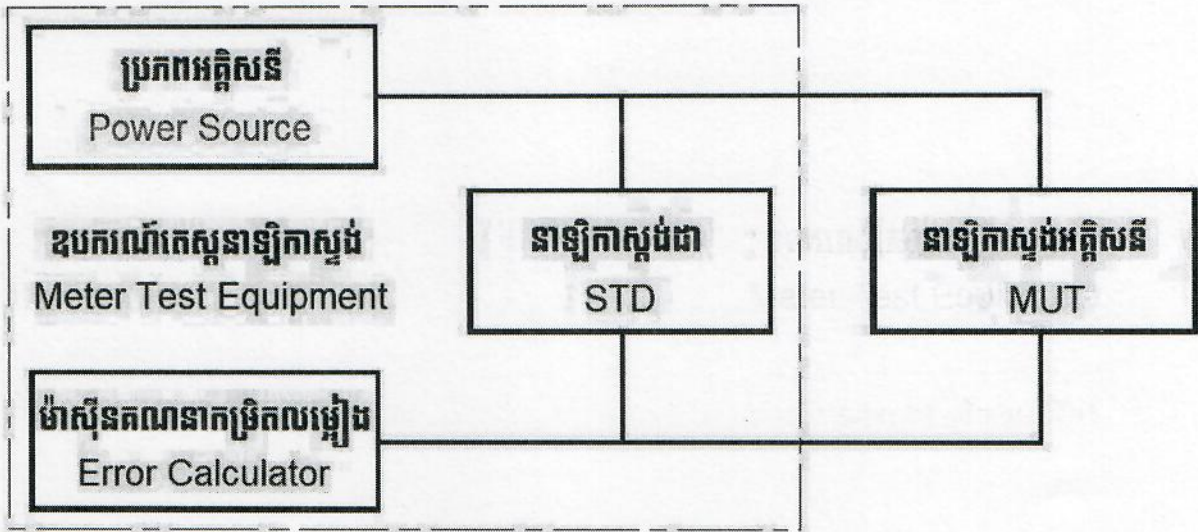 ប្រភពអគ្គិសនី
Power Source
ឧបករណ៍តេស្តនាឡិកាស្ទង់
Meter Test Equipment
នាឡិកាស្ទង់ដា
STD
នាឡិកាស្ទង់អគ្គិសនី
MUT
ម៉ាស៊ីនគណនាកម្រិតលម្អៀង
Error Calculator